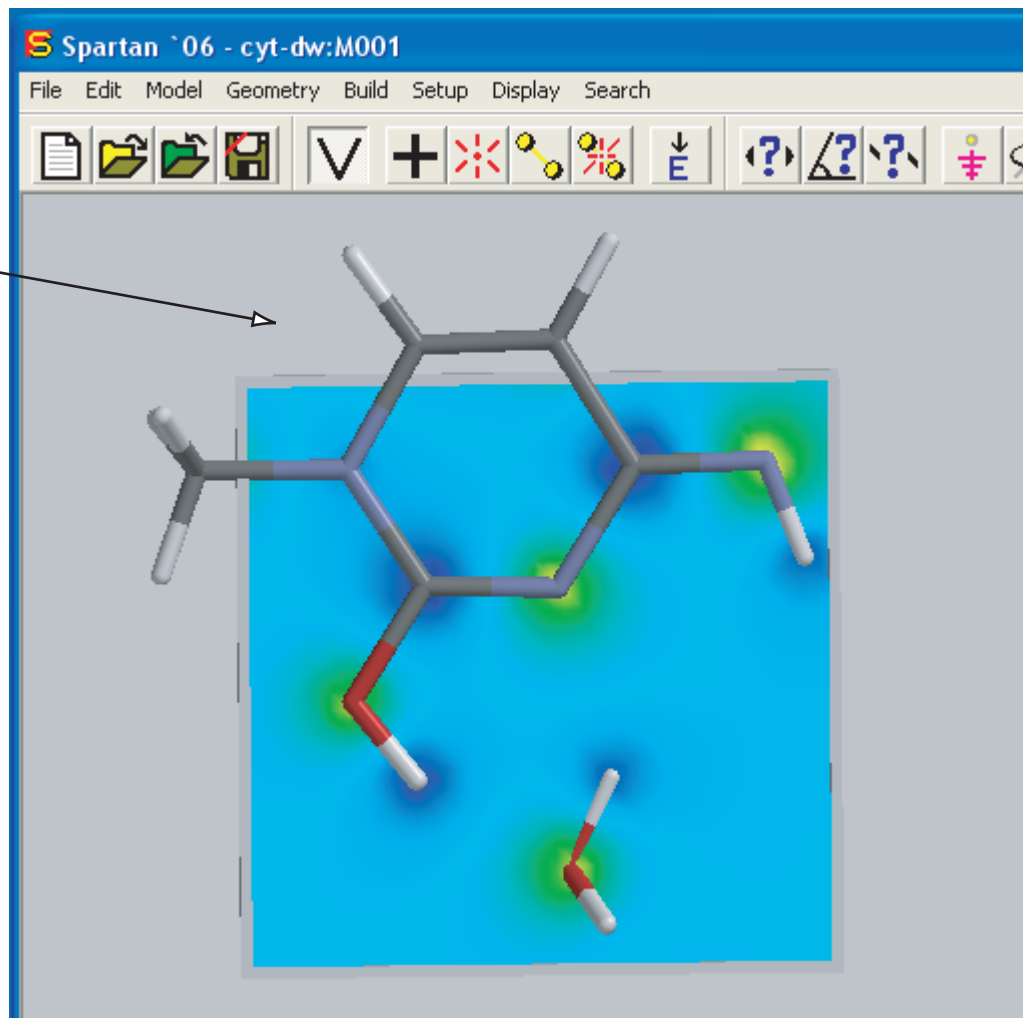 S Spartan `06 - cyt-dw:M001
File Edit Model Geometry Build Setup Display Search
V E ? ? ?